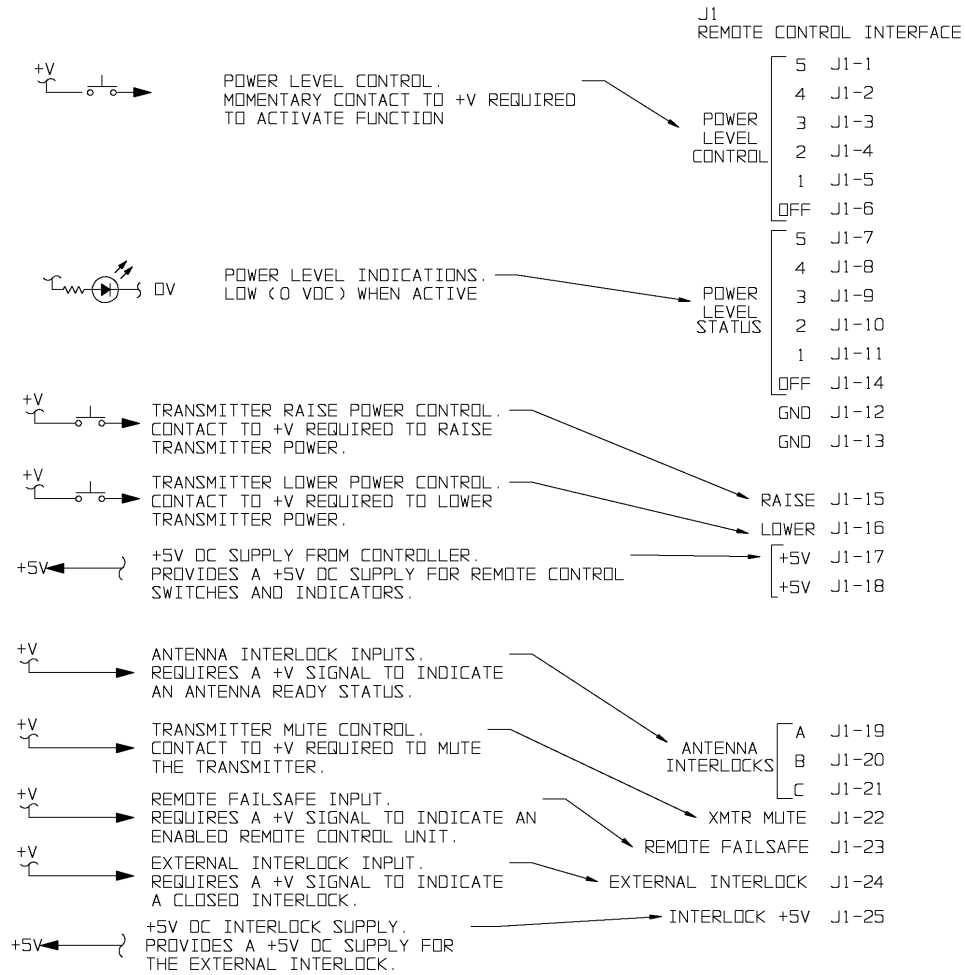 J1
REMOTE CONTROL INTERFACE
+V
POWER LEVEL CONTROL.
MOMENTARY CONTACT TO +V REQUIRED
TO ACTIVATE FUNCTION
POWER
LEVEL
CONTROL
5 J1-1
4 J1-2
3 J1-3
2 J1-4
1 J1-5
OFF J1-6
0V
POWER LEVEL INDICATIONS.
LOW (0 VDC) WHEN ACTIVE
POWER
LEVEL
STATUS
5 J1-7
4 J1-8
3 J1-9
2 J1-10
1 J1-11
OFF J1-14
GND J1-12
GND J1-13
+V
TRANSMITTER RAISE POWER CONTROL.
CONTACT TO +V REQUIRED TO RAISE
TRANSMITTER POWER.
RAISE J1-15
+V
TRANSMITTER LOWER POWER CONTROL.
CONTACT TO +V REQUIRED TO LOWER
TRANSMITTER POWER.
LOWER J1-16
+5V
+5V DC SUPPLY FROM CONTROLLER.
PROVIDES A +5V DC SUPPLY FOR REMOTE CONTROL
SWITCHES AND INDICATORS.
+5V J1-17
+5V J1-18
+V
ANTENNA INTERLOCK INPUTS.
REQUIRES A +V SIGNAL TO INDICATE
AN ANTENNA READY STATUS.
ANTENNA
INTERLOCKS
A J1-19
B J1-20
C J1-21
+V
TRANSMITTER MUTE CONTROL.
CONTACT TO +V REQUIRED TO MUTE
THE TRANSMITTER.
XMTR MUTE J1-22
+V
REMOTE FAILSAFE INPUT.
REQUIRES A +V SIGNAL TO INDICATE AN
ENABLED REMOTE CONTROL UNIT.
REMOTE FAILSAFE J1-23
+V
EXTERNAL INTERLOCK INPUT.
REQUIRES A +V SIGNAL TO INDICATE
A CLOSED INTERLOCK.
EXTERNAL INTERLOCK J1-24
+5V
+5V DC INTERLOCK SUPPLY.
PROVIDES A +5V DC SUPPLY FOR
THE EXTERNAL INTERLOCK.
INTERLOCK +5V J1-25